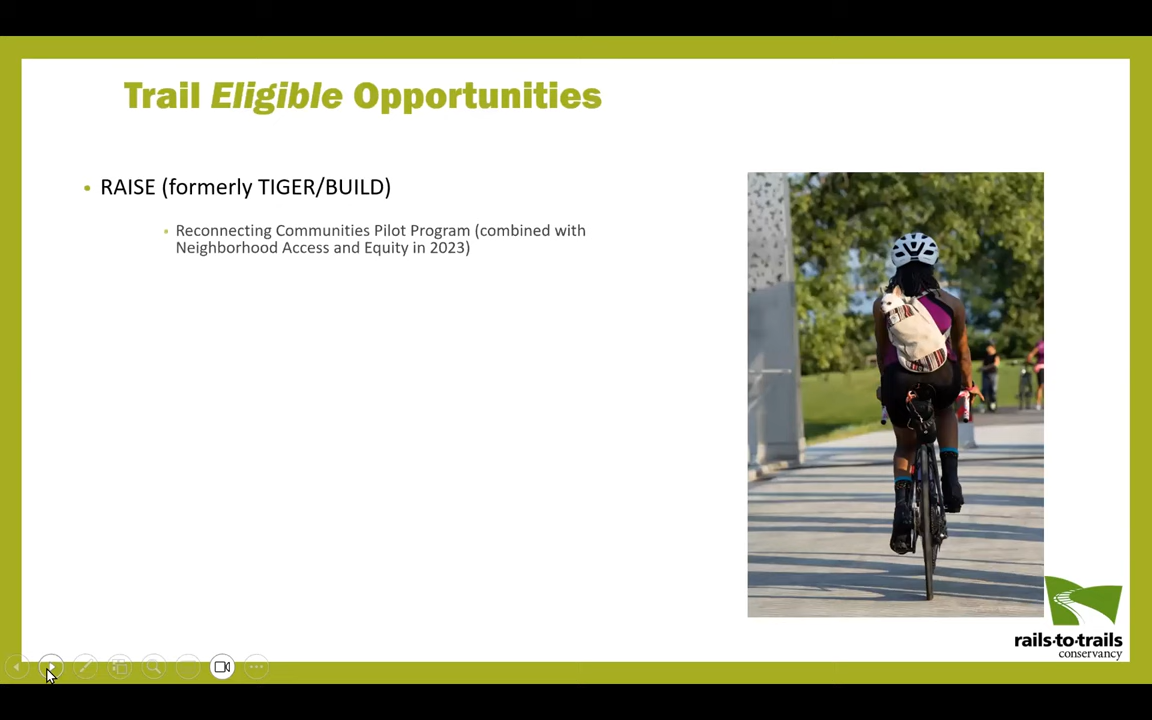 Trail Eligible Opportunities
• RAISE (formerly TIGER/BUILD)
• Reconnecting Communities Pilot Program (combined with
Neighborhood Access and Equity in 2023)
rails·to·trails
conservancy